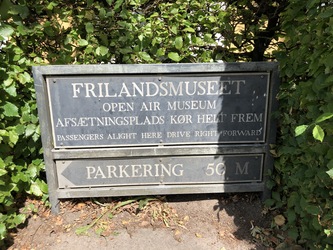 FRILANDSMUSEET
OPEN AIR MUSEUM
AFSÆTNINGSPLADS KØR HELT FREM
PASSENGERS ALIGHT HERE DRIVE RIGHT FORWARD
PARKERING 50 M